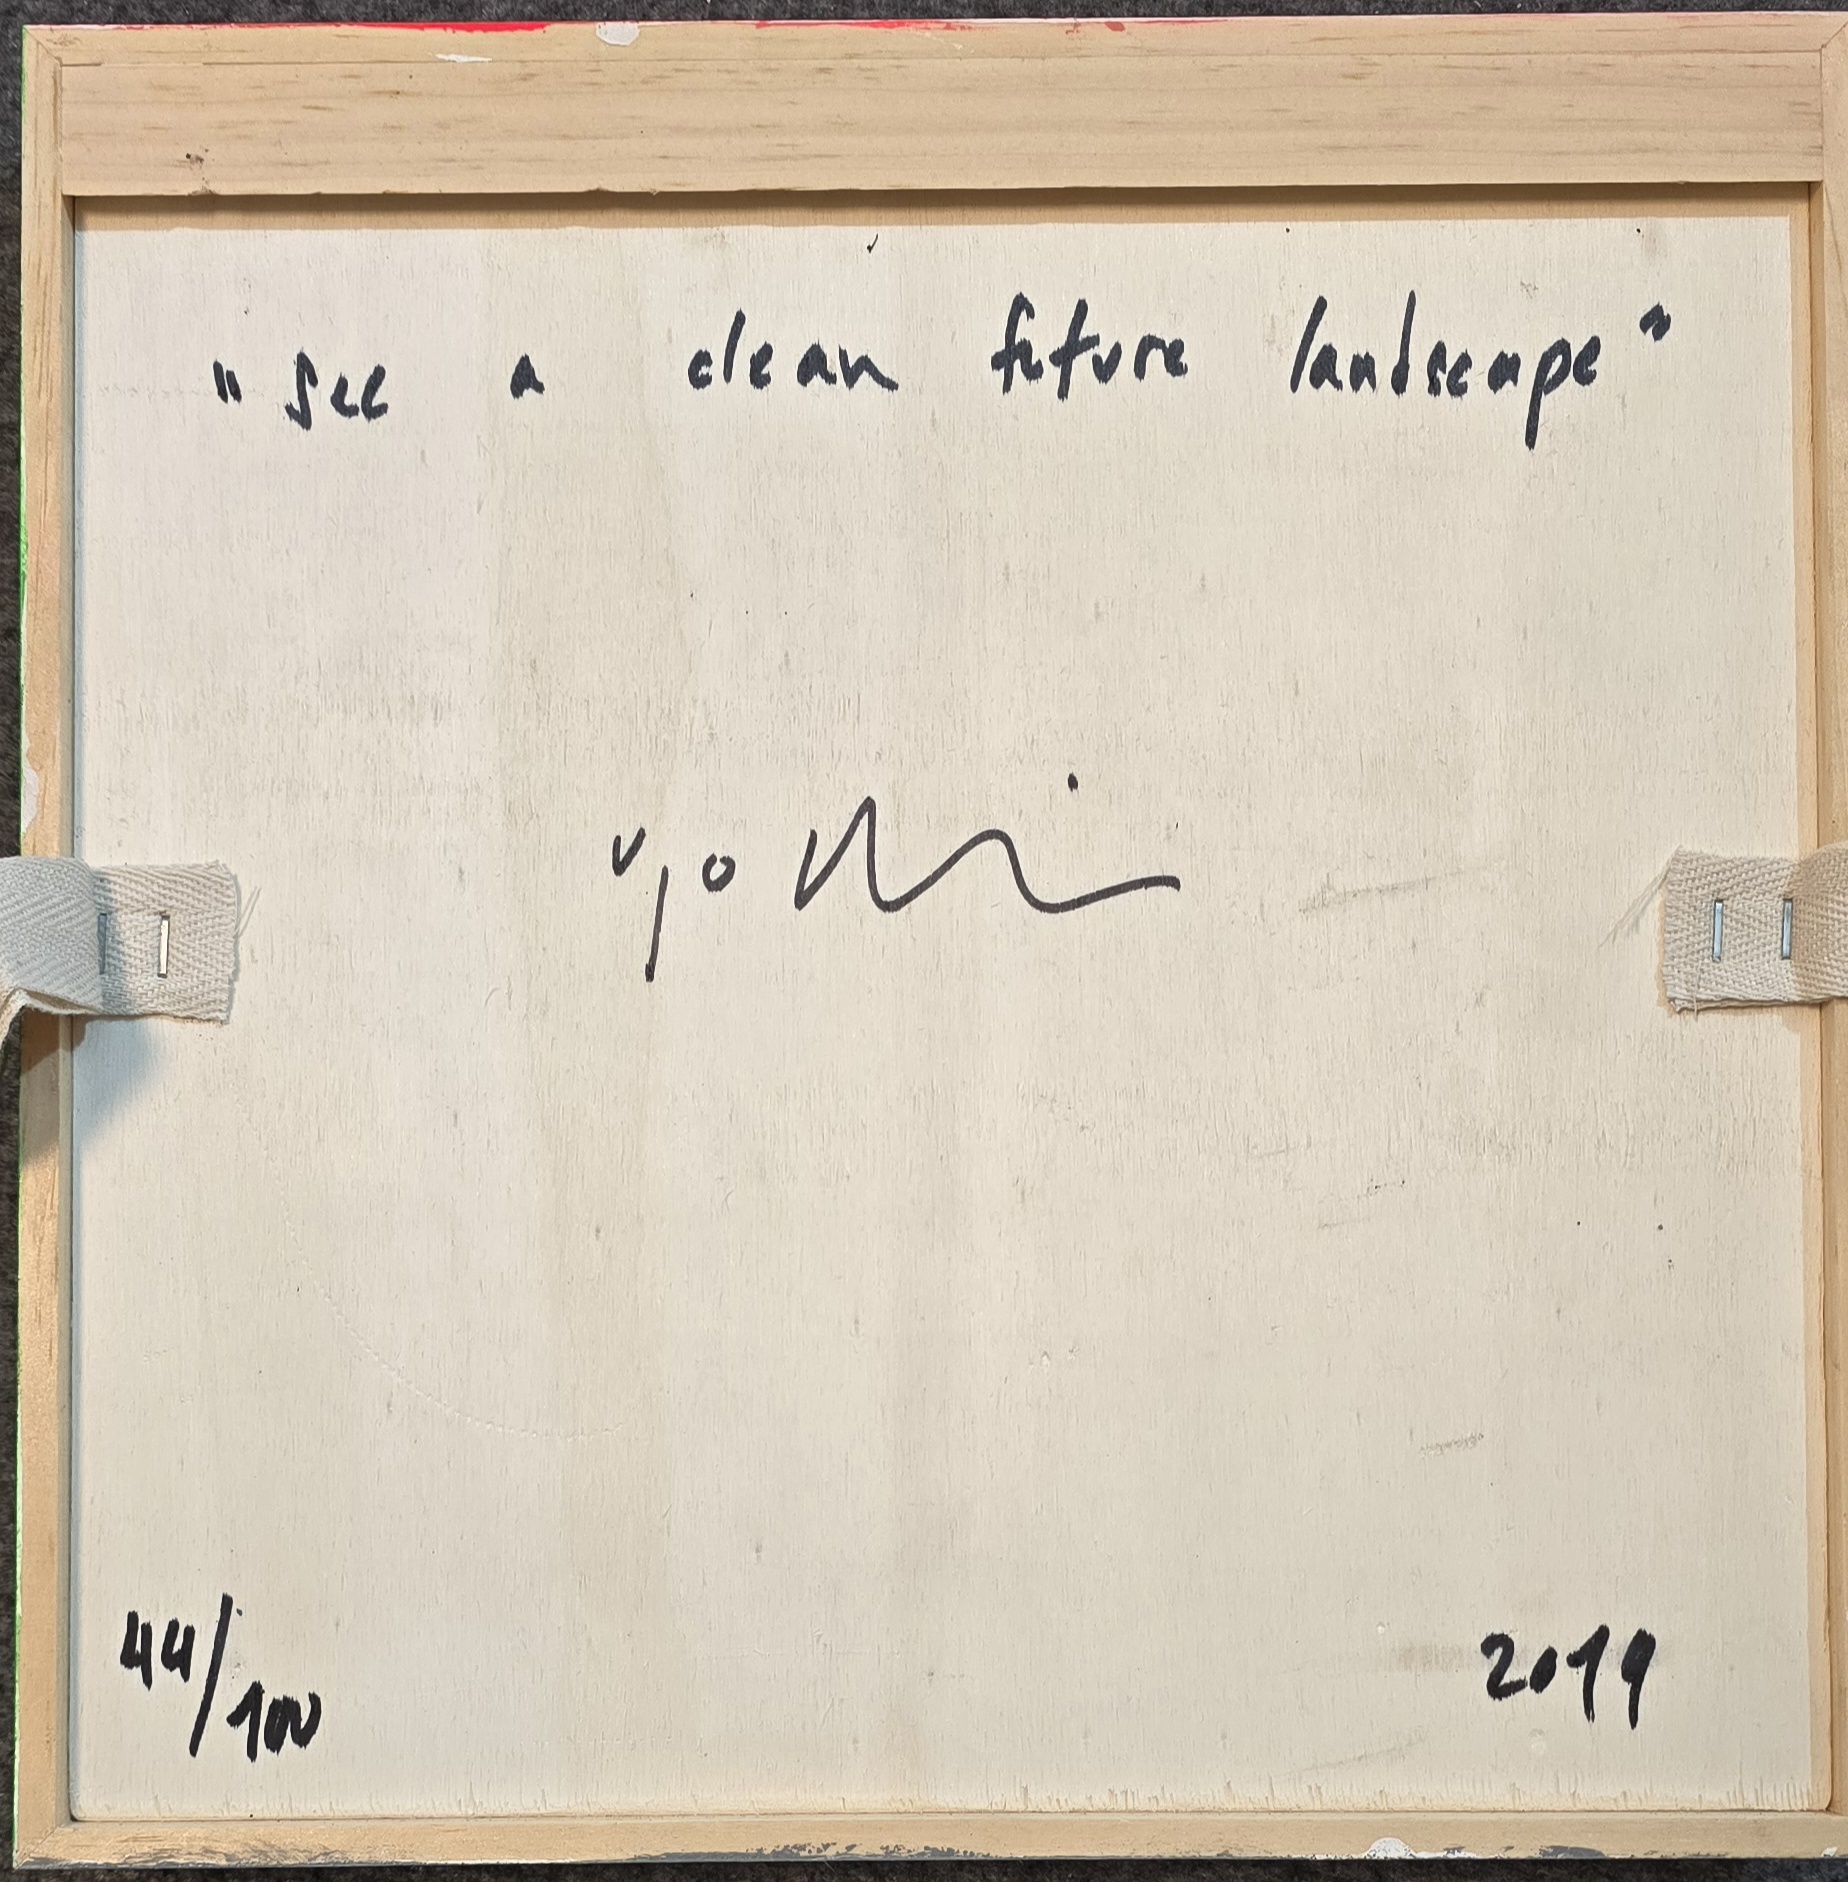 "see a clean future landscape"
44/100
2019